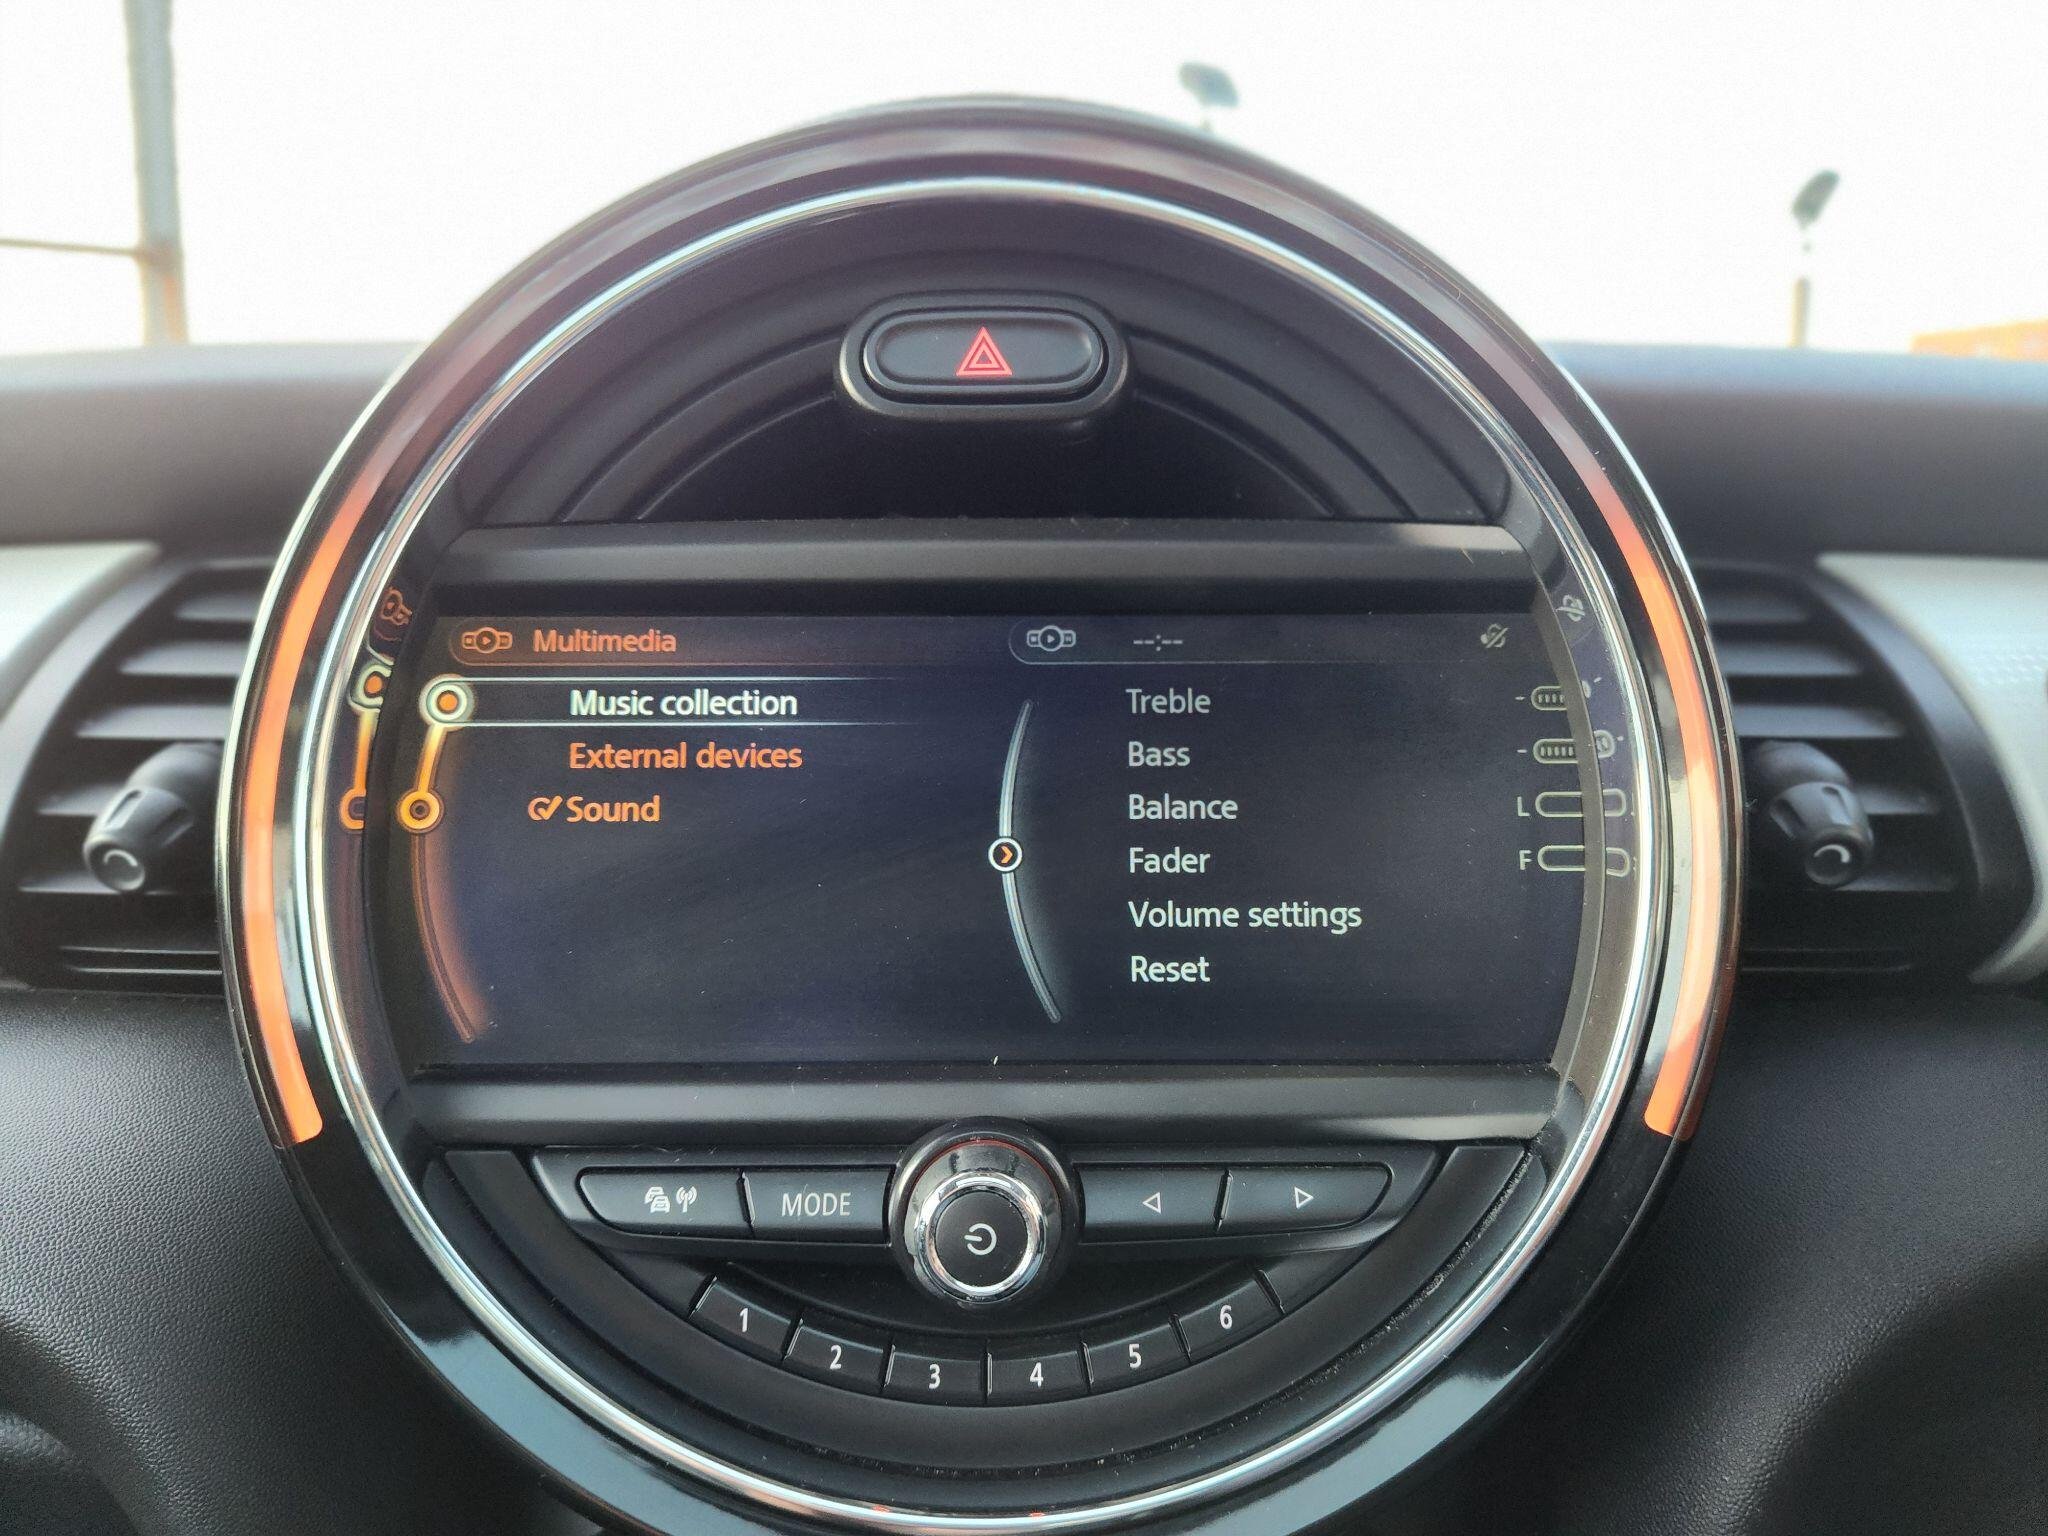 Multimedia
Music collection
External devices
Sound
--:--
Treble
Bass
Balance L
Fader F
Volume settings
Reset
MODE
1 2 3 4 5 6